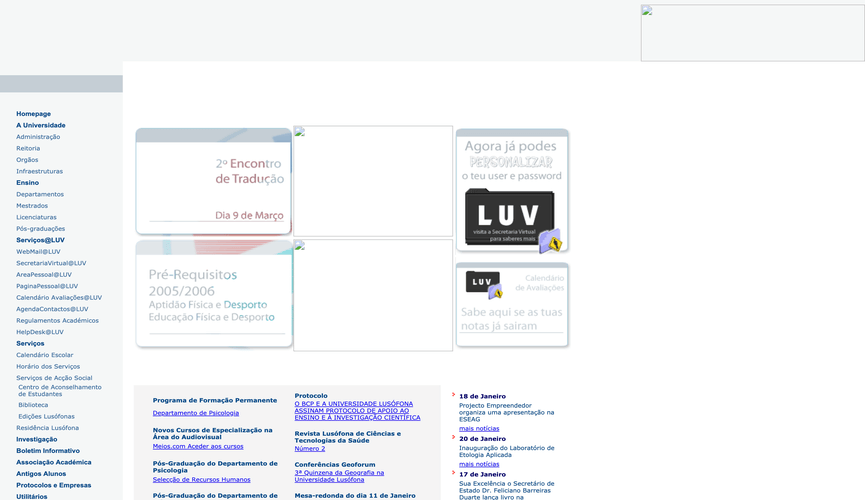 Homepage
A Universidade
Administração
Reitoria
Orgãos
Infraestruturas
Ensino
Departamentos
Mestrados
Licenciaturas
Pós-graduações
Serviços@LUV
WebMail@LUV
SecretariaVirtual@LUV
AreaPessoal@LUV
PaginaPessoal@LUV
Calendário Avaliações@LUV
AgendaContactos@LUV
Regulamentos Académicos
HelpDesk@LUV
Serviços
Calendário Escolar
Horário dos Serviços
Serviços de Acção Social
Centro de Aconselhamento
de Estudantes
Biblioteca
Edições Lusófonas
Residência Lusófona
Investigação
Boletim Informativo
Associação Académica
Antigos Alunos
Protocolos e Empresas
Utilitários
2º Encontro
de Tradução
Dia 9 de Março
Pré-Requisitos
2005/2006
Aptidão Física e Desporto
Educação Física e Desporto
Agora já podes
PERSONALIZAR
o teu user e password
LUV
visita a Secretaria Virtual
para saberes mais
LUV
Calendário
de Avaliações
Sabe aqui se as tuas
notas já sairam
Programa de Formação Permanente
Departamento de Psicologia
Novos Cursos de Especialização na
Área do Audiovisual
Meios.com Aceder aos cursos
Pós-Graduação do Departamento de
Psicologia
Selecção de Recursos Humanos
Pós-Graduação do Departamento de
Protocolo
O BCP E A UNIVERSIDADE LUSÓFONA
ASSINAM PROTOCOLO DE APOIO AO
ENSINO E À INVESTIGAÇÃO CIENTÍFICA
Revista Lusófona de Ciências e
Tecnologias da Saúde
Número 2
Conferências Geoforum
3ª Quinzena da Geografia na
Universidade Lusófona
Mesa-redonda do dia 11 de Janeiro
18 de Janeiro
Projecto Empreendedor
organiza uma apresentação na
ESEAG
mais notícias
20 de Janeiro
Inauguração do Laboratório de
Etologia Aplicada
mais notícias
17 de Janeiro
Sua Excelência o Secretário de
Estado Dr. Feliciano Barreiras
Duarte lança livro na